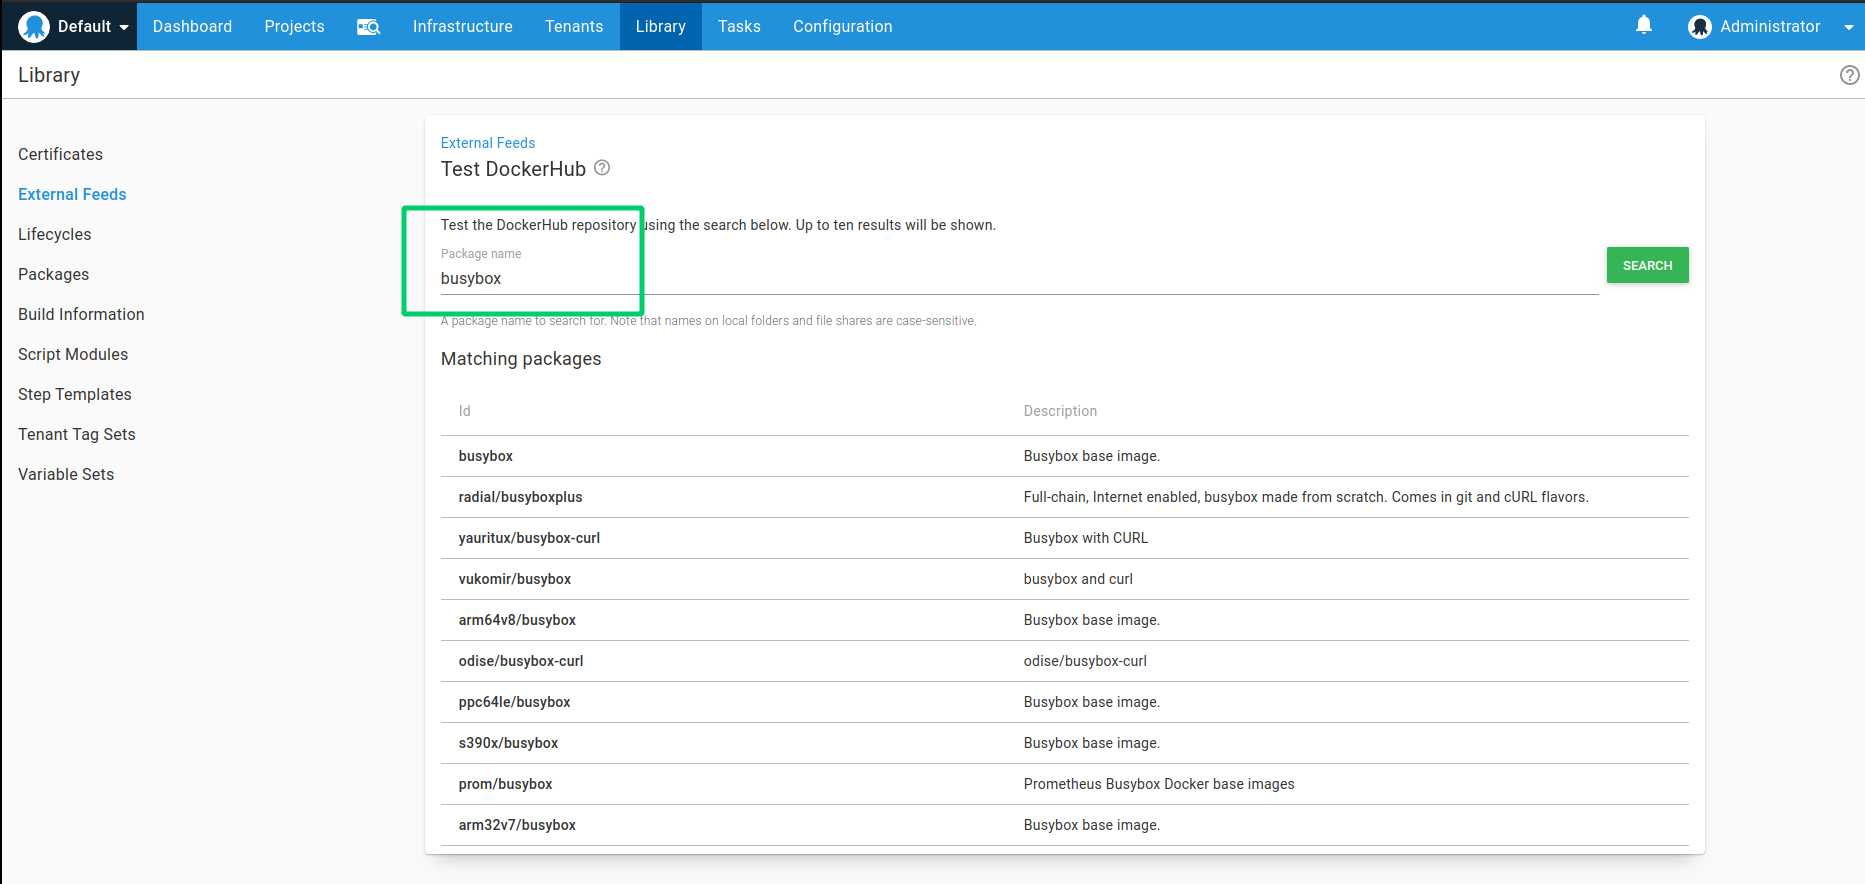 Default Dashboard Projects Infrastructure Tenants Library Tasks Configuration Administrator
Library
Certificates
External Feeds
Lifecycles
Packages
Build Information
Script Modules
Step Templates
Tenant Tag Sets
Variable Sets
External Feeds
Test DockerHub
Test the DockerHub repository using the search below. Up to ten results will be shown.
Package name
busybox
SEARCH
A package name to search for. Note that names on local folders and file shares are case-sensitive.
Matching packages
Id Description
busybox Busybox base image.
radial/busyboxplus Full-chain, Internet enabled, busybox made from scratch. Comes in git and cURL flavors.
yauritux/busybox-curl Busybox with CURL
vukomir/busybox busybox and curl
arm64v8/busybox Busybox base image.
odise/busybox-curl odise/busybox-curl
ppc64le/busybox Busybox base image.
s390x/busybox Busybox base image.
prom/busybox Prometheus Busybox Docker base images
arm32v7/busybox Busybox base image.